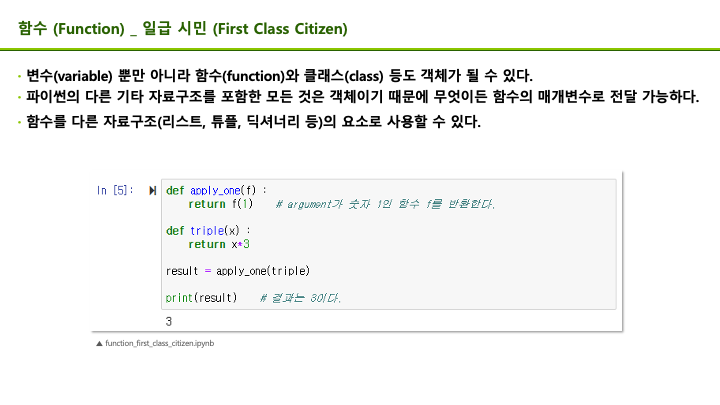 함수 (Function) _ 일급 시민 (First Class Citizen)
• 변수(variable) 뿐만 아니라 함수(function)와 클래스(class) 등도 객체가 될 수 있다.
• 파이썬의 다른 기타 자료구조를 포함한 모든 것은 객체이기 때문에 무엇이든 함수의 매개변수로 전달 가능하다.
• 함수를 다른 자료구조(리스트, 튜플, 딕셔너리 등)의 요소로 사용할 수 있다.
In [5]: def apply_one(f) :
return f(1) # argument가 숫자 1인 함수 f를 반환한다.
def triple(x) :
return x*3
result = apply_one(triple)
print(result) # 결과는 3이다.
3
▲ function_first_class_citizen.ipynb